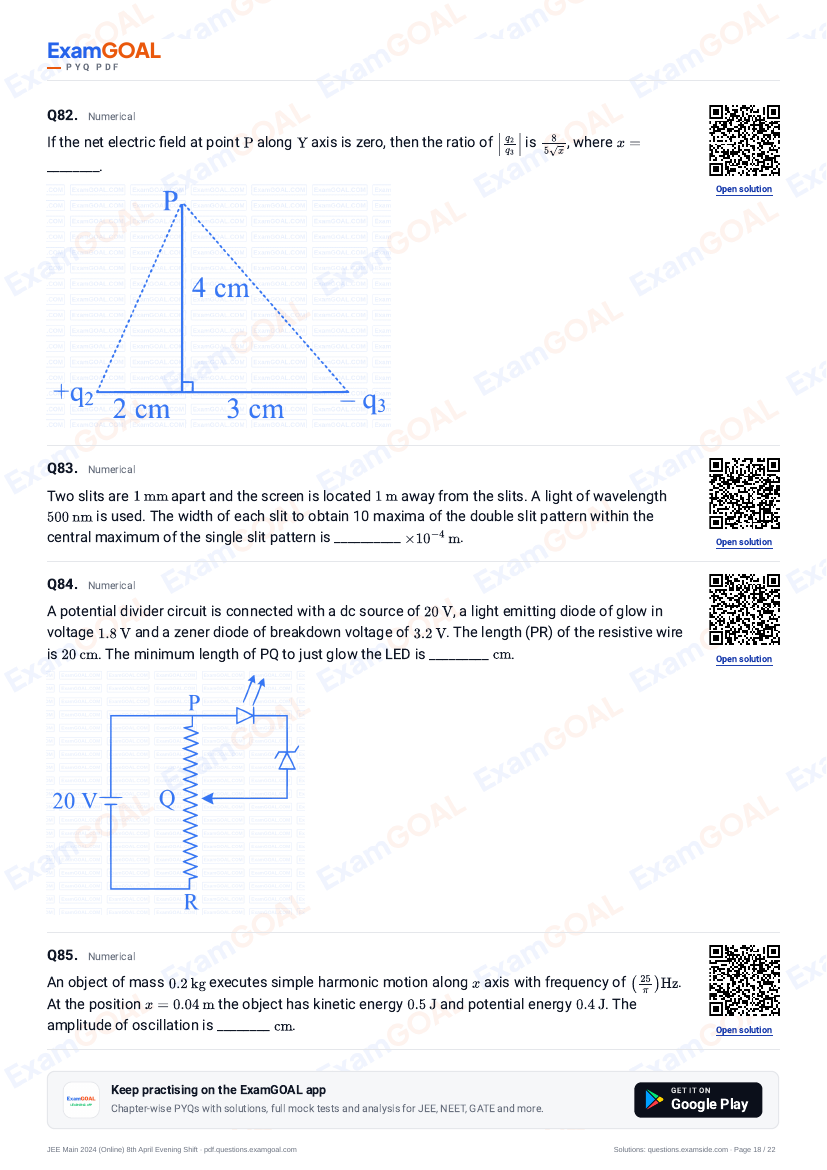 ExamGOAL
PYQ PDF
Q82. Numerical
If the net electric field at point P along Y axis is zero, then the ratio of |q₂/q₃| is 8/(5√x), where x =
________.
P
4 cm
+q₂
2 cm
3 cm
− q₃
Open solution
Q83. Numerical
Two slits are 1 mm apart and the screen is located 1 m away from the slits. A light of wavelength
500 nm is used. The width of each slit to obtain 10 maxima of the double slit pattern within the
central maximum of the single slit pattern is __________ ×10⁻⁴ m.
Open solution
Q84. Numerical
A potential divider circuit is connected with a dc source of 20 V, a light emitting diode of glow in
voltage 1.8 V and a zener diode of breakdown voltage of 3.2 V. The length (PR) of the resistive wire
is 20 cm. The minimum length of PQ to just glow the LED is _________ cm.
Open solution
P
20 V
Q
R
Q85. Numerical
An object of mass 0.2 kg executes simple harmonic motion along x axis with frequency of (25/π)Hz.
At the position x = 0.04 m the object has kinetic energy 0.5 J and potential energy 0.4 J. The
amplitude of oscillation is ________ cm.
Open solution
ExamGOAL
Keep practising on the ExamGOAL app
Chapter-wise PYQs with solutions, full mock tests and analysis for JEE, NEET, GATE and more.
GET IT ON
Google Play
JEE Main 2024 (Online) 8th April Evening Shift · pdf.questions.examgoal.com
Solutions: questions.examside.com · Page 18 / 22